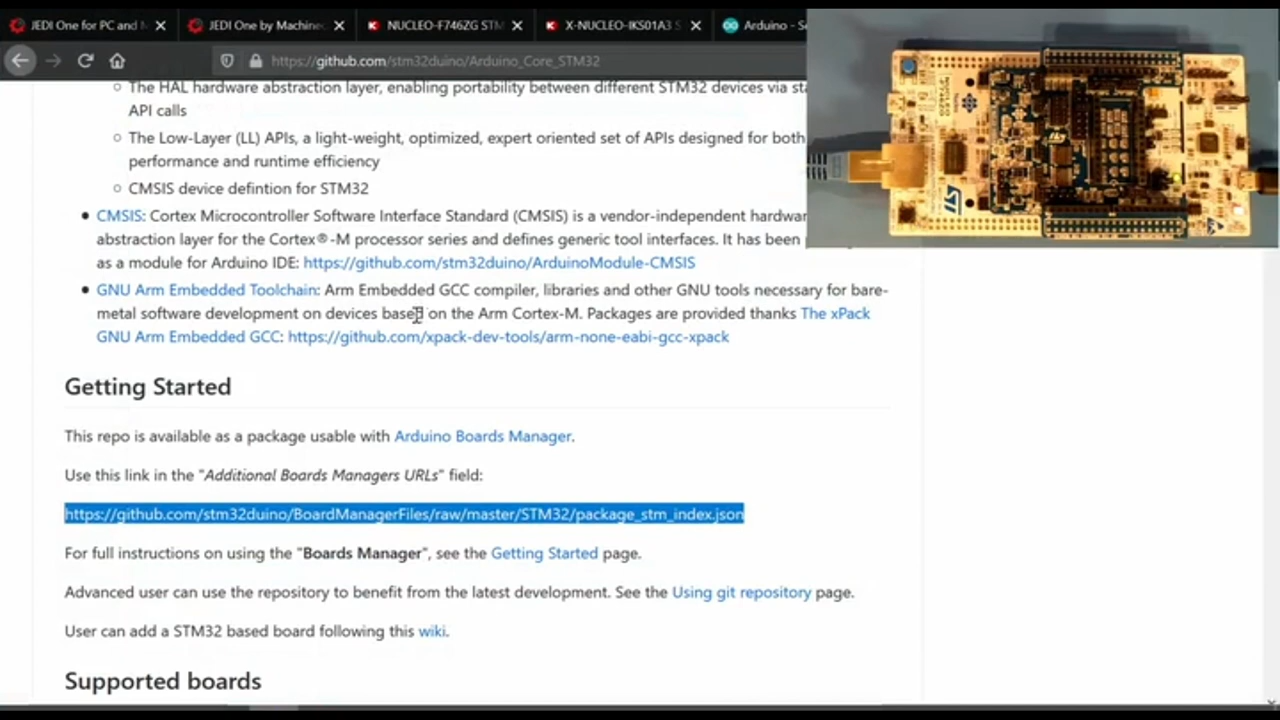 JEDI One for PC and M
JEDI One by Machine
NUCLEO-F746ZG STM
X-NUCLEO-IKS01A3 S
Arduino - S
https://github.com/stm32duino/Arduino_Core_STM32
The HAL hardware abstraction layer, enabling portability between different STM32 devices via sta
API calls
The Low-Layer (LL) APIs, a light-weight, optimized, expert oriented set of APIs designed for both
performance and runtime efficiency
CMSIS device defintion for STM32
CMSIS: Cortex Microcontroller Software Interface Standard (CMSIS) is a vendor-independent hardwar
abstraction layer for the Cortex®-M processor series and defines generic tool interfaces. It has been
as a module for Arduino IDE: https://github.com/stm32duino/ArduinoModule-CMSIS
GNU Arm Embedded Toolchain: Arm Embedded GCC compiler, libraries and other GNU tools necessary for bare-
metal software development on devices based on the Arm Cortex-M. Packages are provided thanks The xPack
GNU Arm Embedded GCC: https://github.com/xpack-dev-tools/arm-none-eabi-gcc-xpack
Getting Started
This repo is available as a package usable with Arduino Boards Manager.
Use this link in the "Additional Boards Managers URLs" field:
https://github.com/stm32duino/BoardManagerFiles/raw/master/STM32/package_stm_index.json
For full instructions on using the "Boards Manager", see the Getting Started page.
Advanced user can use the repository to benefit from the latest development. See the Using git repository page.
User can add a STM32 based board following this wiki.
Supported boards